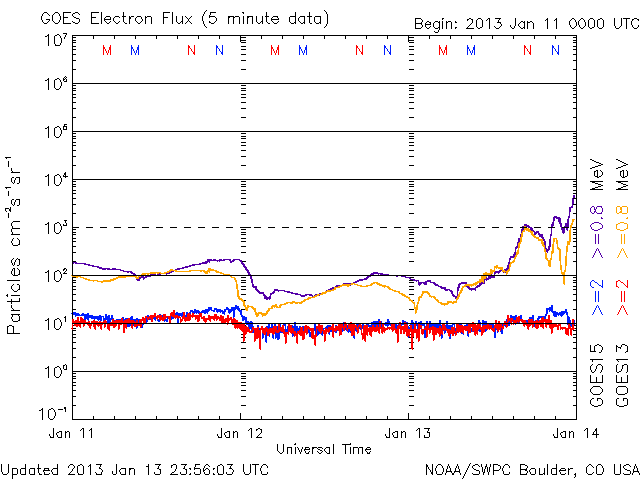 GOES Electron Flux (5 minute data)
Begin: 2013 Jan 11 0000 UTC
10⁷
M M N N M M N N M M N N
10⁶
10⁵
10⁴
10³
10²
10¹
10⁰
10⁻¹
Particles cm⁻²s⁻¹sr⁻¹
Jan 11 Jan 12 Jan 13 Jan 14
Universal Time
GOES15 >=2 >=0.8 MeV
GOES13 >=2 >=0.8 MeV
Updated 2013 Jan 13 23:56:03 UTC
NOAA/SWPC Boulder, CO USA